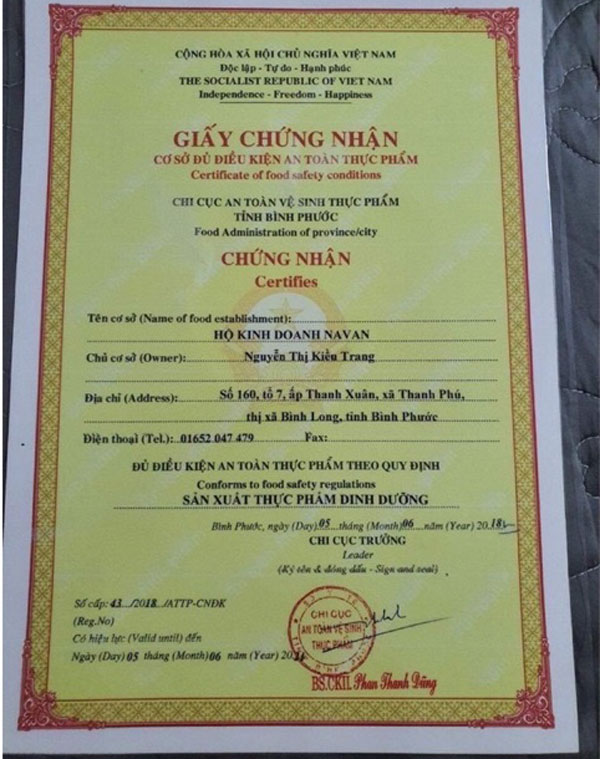 CỘNG HÒA XÃ HỘI CHỦ NGHĨA VIỆT NAM
Độc lập - Tự do - Hạnh phúc
THE SOCIALIST REPUBLIC OF VIET NAM
Independence - Freedom - Happiness
GIẤY CHỨNG NHẬN
CƠ SỞ ĐỦ ĐIỀU KIỆN AN TOÀN THỰC PHẨM
Certificate of food safety conditions
CHI CỤC AN TOÀN VỆ SINH THỰC PHẨM
TỈNH BÌNH PHƯỚC
Food Administration of province/city
CHỨNG NHẬN
Certifies
Tên cơ sở (Name of food establishment):
HỘ KINH DOANH NAVAN
Chủ cơ sở (Owner): Nguyễn Thị Kiều Trang
Địa chỉ (Address): Số 160, tổ 7, ấp Thanh Xuân, xã Thanh Phú,
thị xã Bình Long, tỉnh Bình Phước
Điện thoại (Tel.): 01652 047 479 Fax:
ĐỦ ĐIỀU KIỆN AN TOÀN THỰC PHẨM THEO QUY ĐỊNH
Conforms to food safety regulations
SẢN XUẤT THỰC PHẨM DINH DƯỠNG
Bình Phước, ngày (Day) 05 tháng (Month) 06 năm (Year) 2018
CHI CỤC TRƯỞNG
Leader
(Ký tên & đóng dấu - Sign and seal)
Số cấp: 43 /2018 /ATTP-CNĐK
(Reg.No)
Có hiệu lực (Valid until) đến
Ngày (Day) 05 tháng (Month) 06 năm (Year)
CHI CỤC
AN TOÀN VỆ SINH
THỰC PHẨM
BS.CKII. Phan Thanh Dũng